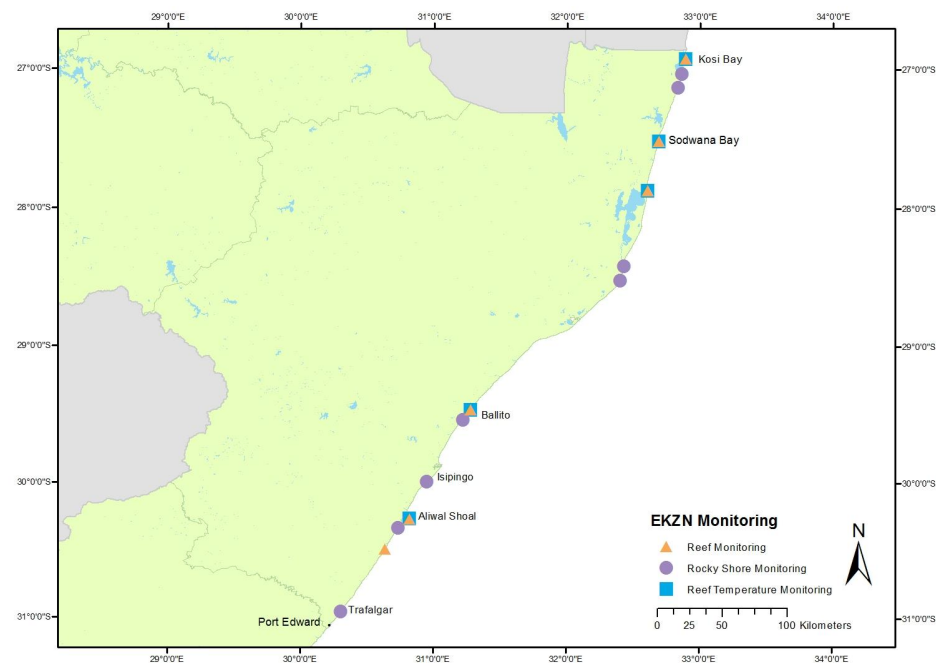 29°0'0"S
30°0'0"E
31°0'0"E
32°0'0"E
33°0'0"E
34°0'0"E
27°0'0"S
27°0'0"S
Kosi Bay
Sodwana Bay
28°0'0"S
28°0'0"S
29°0'0"S
29°0'0"S
Ballito
Isipingo
30°0'0"S
30°0'0"S
Aliwal Shoal
EKZN Monitoring
Reef Monitoring
Rocky Shore Monitoring
Reef Temperature Monitoring
0 25 50 100 Kilometers
N
Trafalgar
Port Edward
31°0'0"S
31°0'0"S
29°0'0"E
30°0'0"E
31°0'0"E
32°0'0"E
33°0'0"E
34°0'0"E